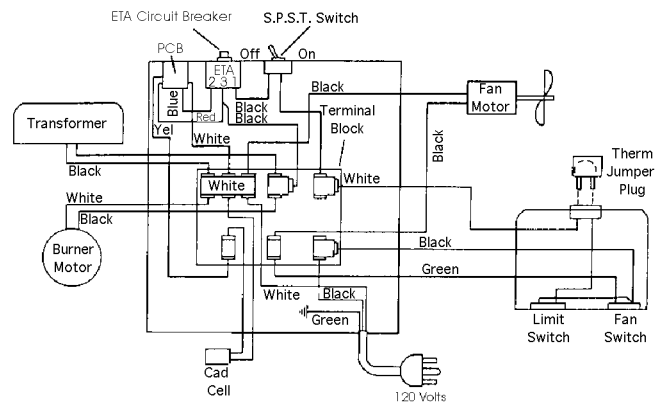 ETA Circuit Breaker
S.P.S.T. Switch
PCB
Off
On
ETA
2 3 1
Blue
Red
Black
Black
Black
Fan
Motor
Transformer
Yel
White
Terminal
Block
Black
Therm
Jumper
Plug
Black
White
White
White
Black
Burner
Motor
Black
Green
White
Black
Green
Limit
Switch
Fan
Switch
Cad
Cell
120 Volts